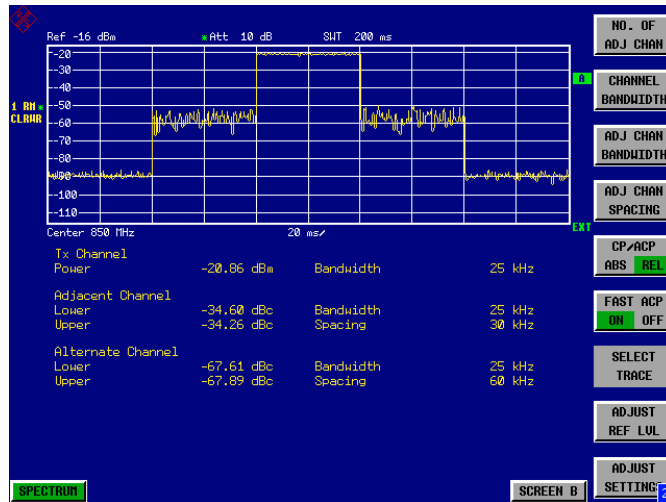 Ref -16 dBm * Att 10 dB SWT 200 ms
-20
-30
-40
A
1 RM *
CLRWR
-50
-60
-70
-80
-90
-100
-110
EXT
Center 850 MHz 20 ms/
Tx Channel
Power -20.86 dBm Bandwidth 25 kHz
Adjacent Channel
Lower -34.60 dBc Bandwidth 25 kHz
Upper -34.26 dBc Spacing 30 kHz
Alternate Channel
Lower -67.61 dBc Bandwidth 25 kHz
Upper -67.89 dBc Spacing 60 kHz
SPECTRUM
SCREEN B
NO. OF
ADJ CHAN
CHANNEL
BANDWIDTH
ADJ CHAN
BANDWIDTH
ADJ CHAN
SPACING
CP/ACP
ABS REL
FAST ACP
ON OFF
SELECT
TRACE
ADJUST
REF LVL
ADJUST
SETTINGS
2